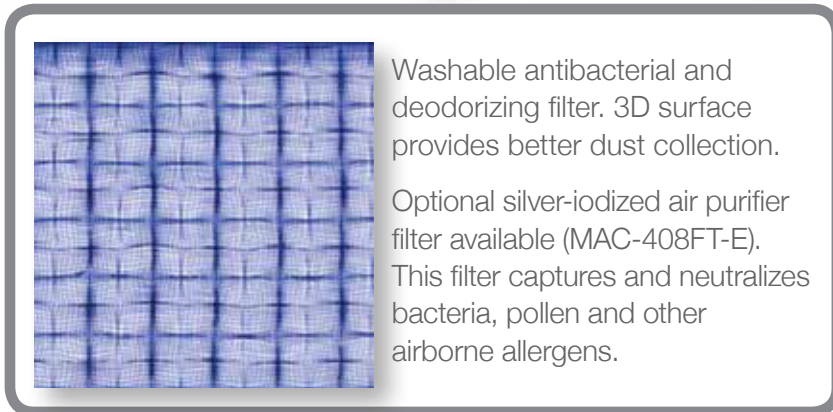 Washable antibacterial and
deodorizing filter. 3D surface
provides better dust collection.
Optional silver-iodized air purifier
filter available (MAC-408FT-E).
This filter captures and neutralizes
bacteria, pollen and other
airborne allergens.